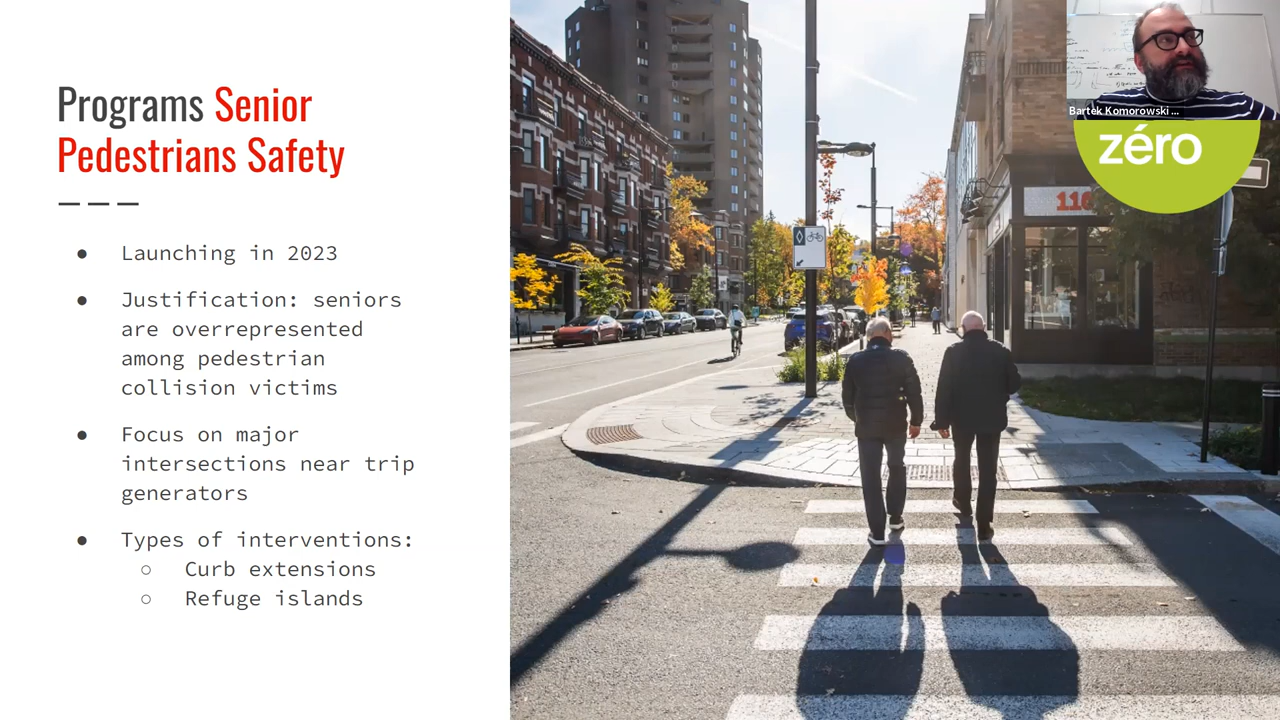 Programs Senior
Pedestrians Safety
Launching in 2023
Justification: seniors
are overrepresented
among pedestrian
collision victims
Focus on major
intersections near trip
generators
Types of interventions:
Curb extensions
Refuge islands
Bartek Komorowski ...
zéro
110